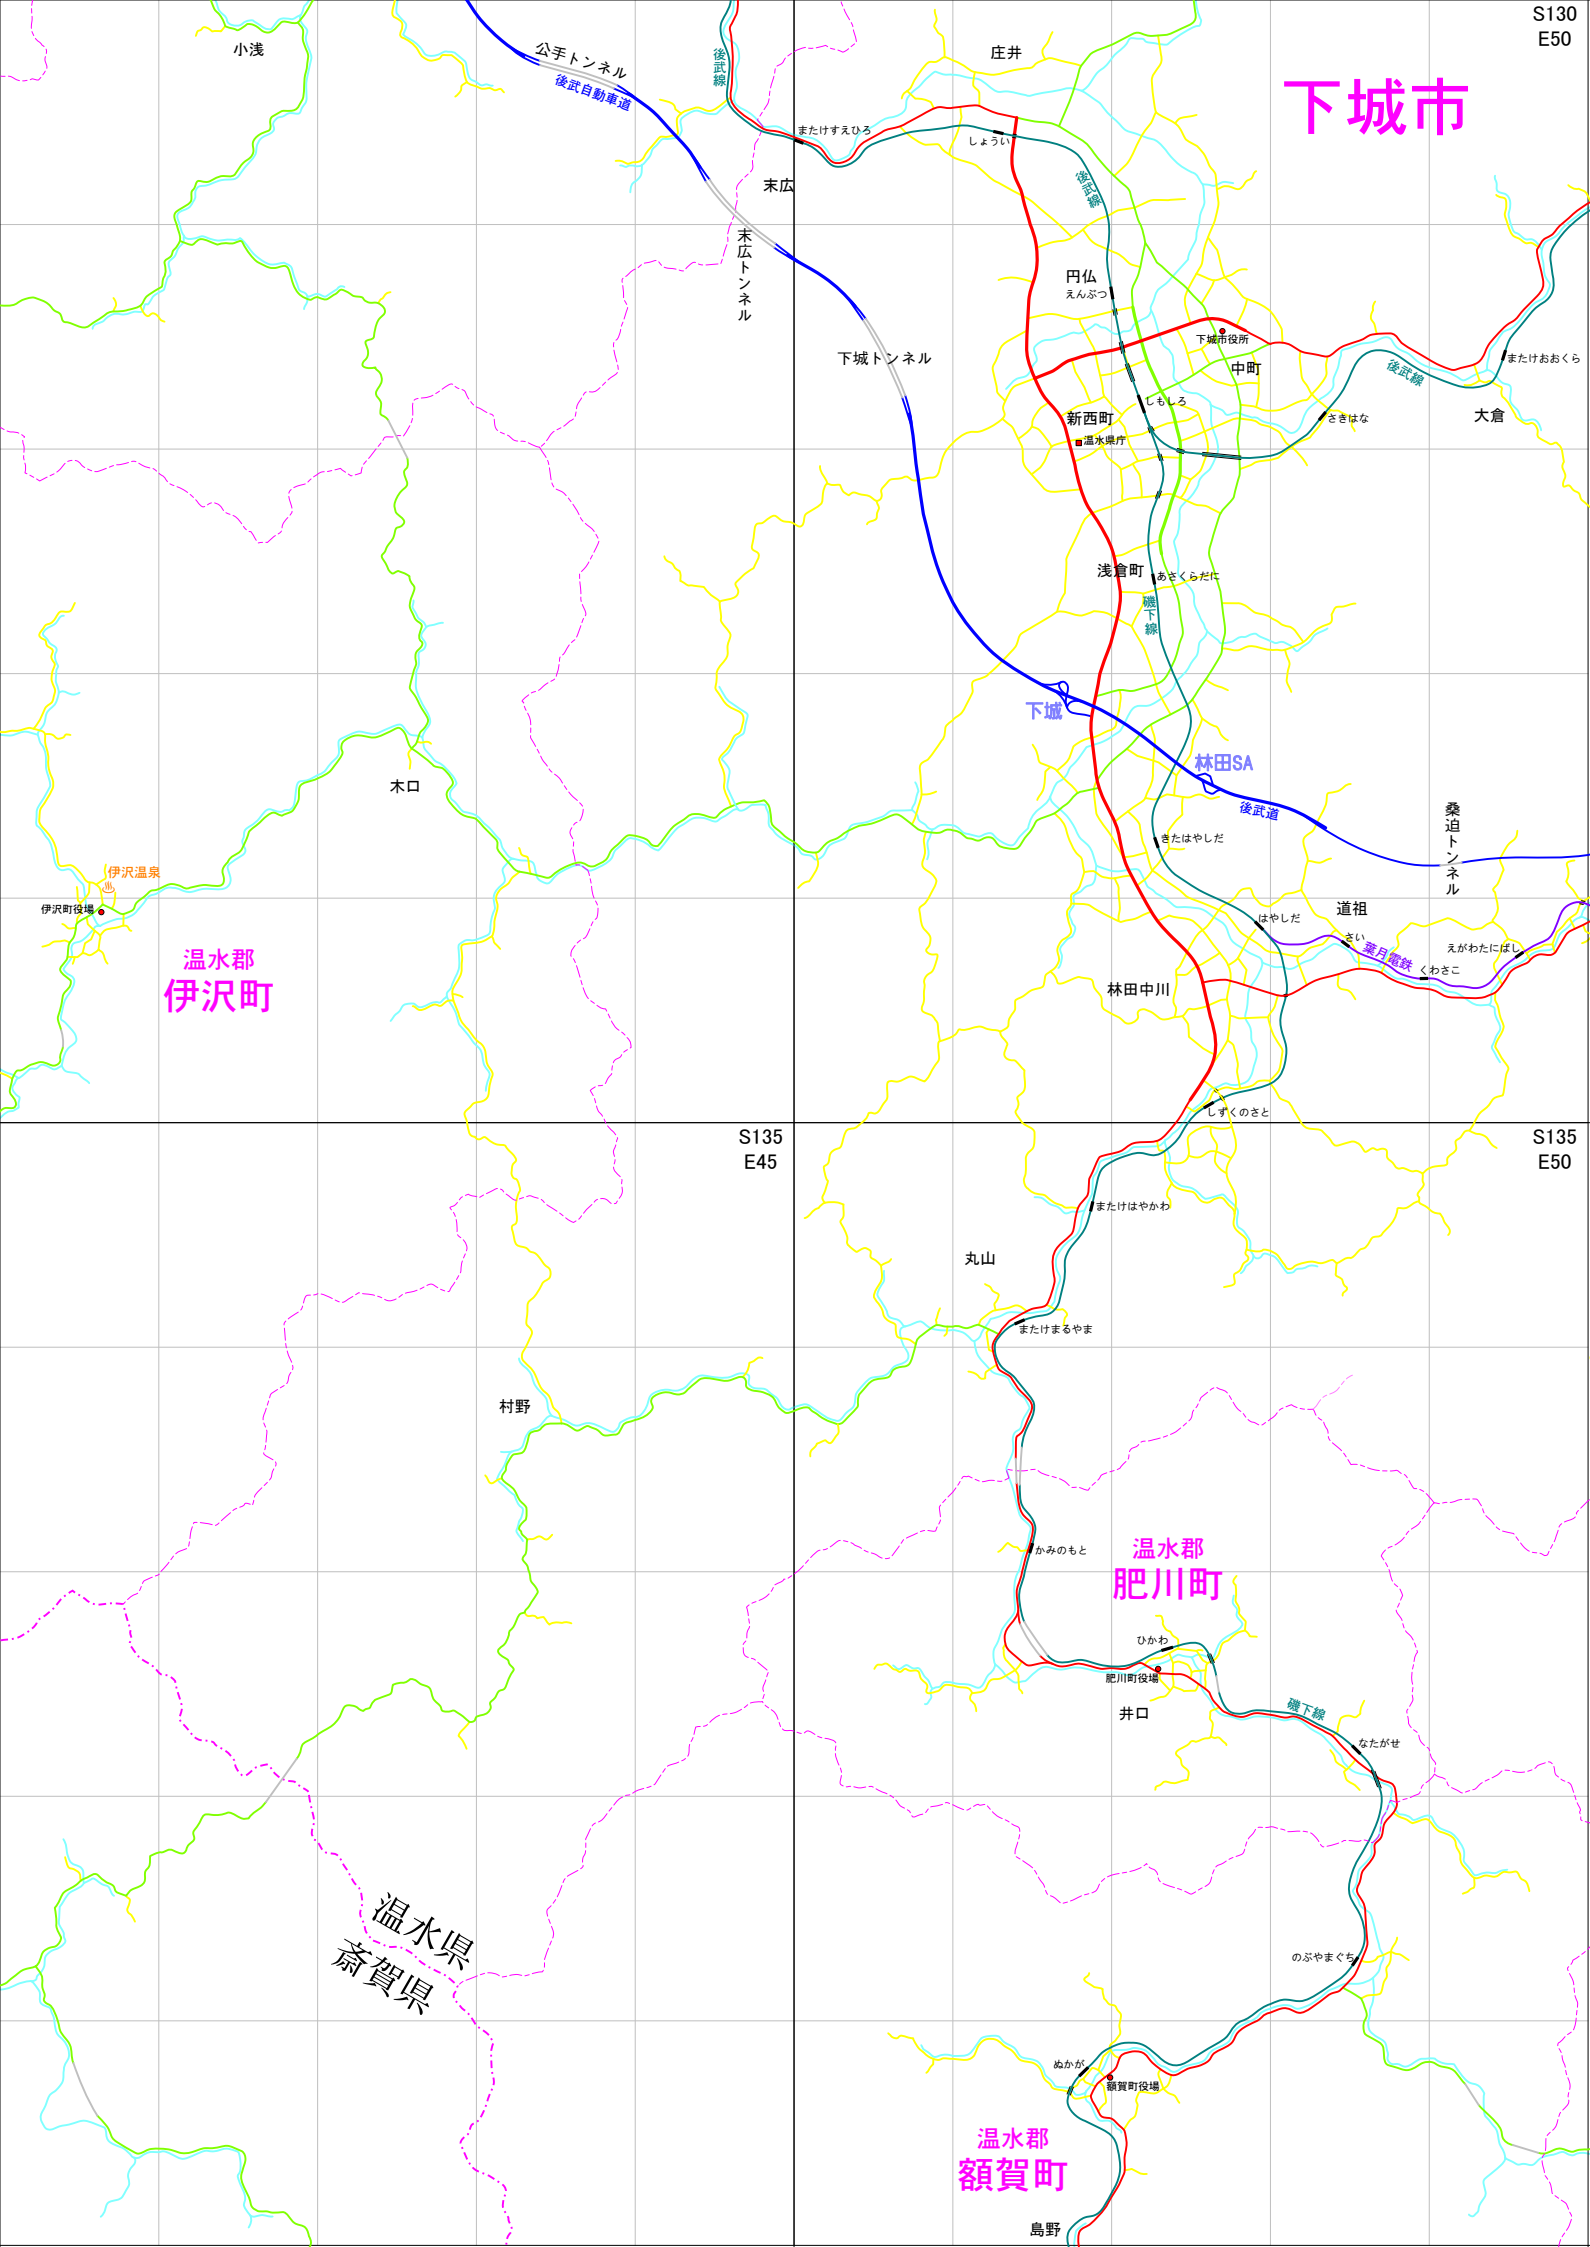 S130
E50
小浅
公手トンネル
後武自動車道
後武線
庄井
下城市
またけすえひろ
しょうい
末広
後武線
末広トンネル
円仏
えんぶつ
下城市役所
中町
後武線
またけおおくら
大倉
下城トンネル
しもしろ
新西町
温水県庁
さきはな
浅倉町
あさくらだに
磯下線
下城
林田SA
後武道
桑迫トンネル
木口
きたはやしだ
伊沢温泉
伊沢町役場
はやしだ
道祖
さい
葉月電鉄
えがわたにばし
くわさこ
温水郡
伊沢町
林田中川
しずくのさと
S135
E45
S135
E50
またけはやかわ
丸山
またけまるやま
村野
かみのもと
温水郡
肥川町
ひかわ
肥川町役場
井口
磯下線
なたがせ
温水県
斎賀県
のぶやまぐち
ぬかが
額賀町役場
温水郡
額賀町
島野